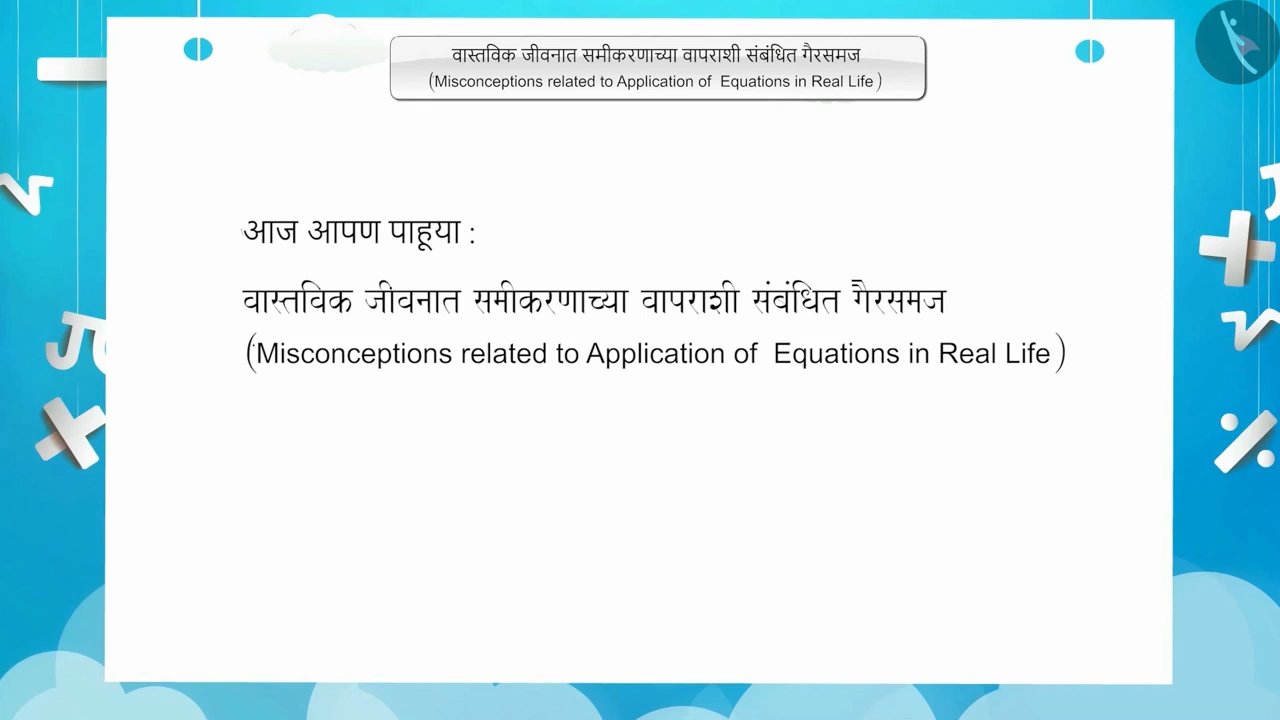 वास्तविक जीवनात समीकरणाच्या वापराशी संबंधित गैरसमज
(Misconceptions related to Application of Equations in Real Life )
आज आपण पाहूया :
वास्तविक जीवनात समीकरणाच्या वापराशी संबंधित गैरसमज
(Misconceptions related to Application of Equations in Real Life )